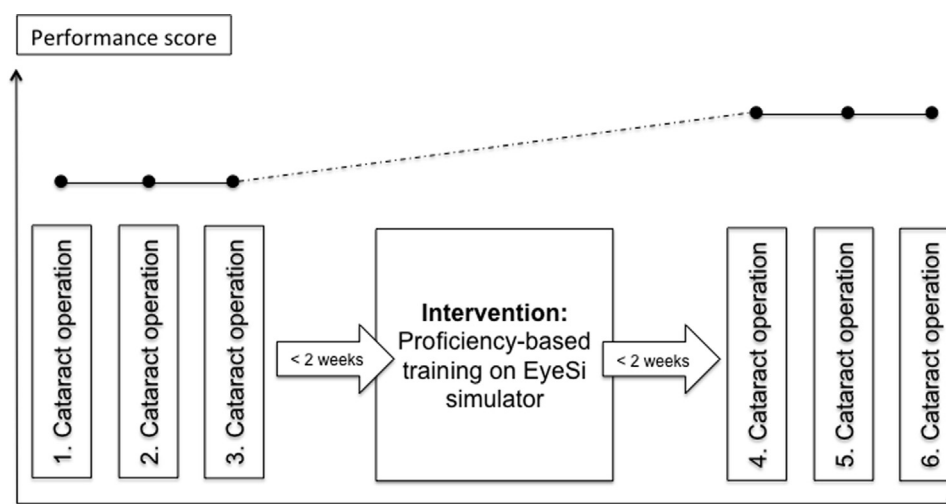 Performance score
1. Cataract operation
2. Cataract operation
3. Cataract operation
< 2 weeks
Intervention:
Proficiency-based
training on EyeSi
simulator
< 2 weeks
4. Cataract operation
5. Cataract operation
6. Cataract operation